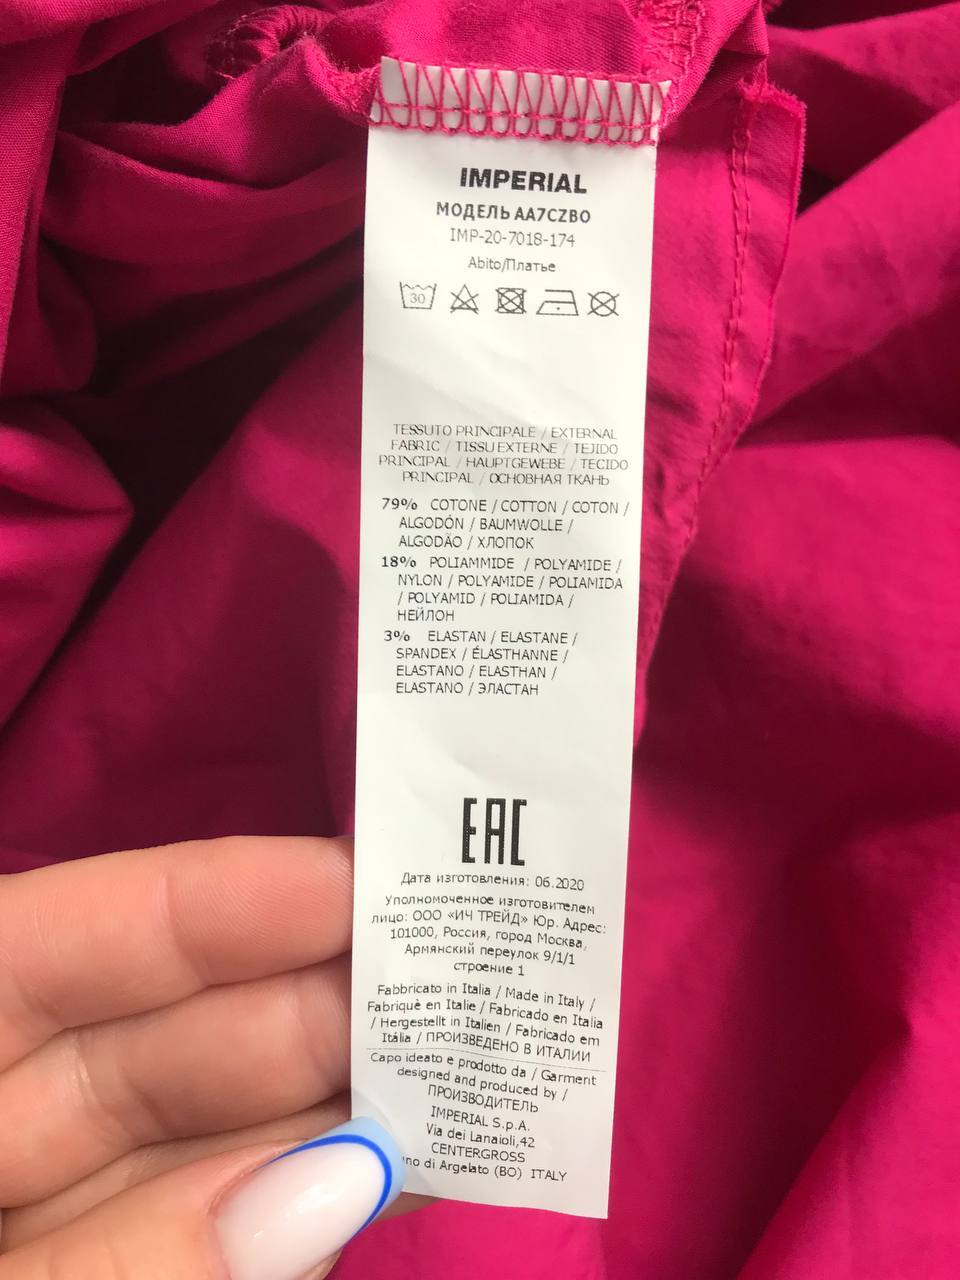 IMPERIAL
МОДЕЛЬ AA7CZBO
IMP-20-7018-174
Abito/Платье
30
TESSUTO PRINCIPALE / EXTERNAL
FABRIC / TISSU EXTERNE / TEJIDO
PRINCIPAL / HAUPTGEWEBE / TECIDO
PRINCIPAL / ОСНОВНАЯ ТКАНЬ
79% COTONE / COTTON / COTON /
ALGODÓN / BAUMWOLLE /
ALGODÃO / ХЛОПОК
18% POLIAMMIDE / POLYAMIDE /
NYLON / POLYAMIDE / POLIAMIDA
/ POLYAMID / POLIAMIDA /
НЕЙЛОН
3% ELASTAN / ELASTANE /
SPANDEX / ÉLASTHANNE /
ELASTANO / ELASTHAN /
ELASTANO / ЭЛАСТАН
EAC
Дата изготовления: 06.2020
Уполномоченное изготовителем
лицо: ООО «ИЧ ТРЕЙД» Юр. Адрес:
101000, Россия, город Москва,
Армянский переулок 9/1/1
строение 1
Fabbricato in Italia / Made in Italy /
Fabriquè en Italie / Fabricado en Italia
/ Hergestellt in Italien / Fabricado em
Itália / ПРОИЗВЕДЕНО В ИТАЛИИ
Capo ideato e prodotto da / Garment
designed and produced by /
ПРОИЗВОДИТЕЛЬ
IMPERIAL S.p.A.
Via dei Lanaioli,42
CENTERGROSS
di Argelato (BO) ITALY